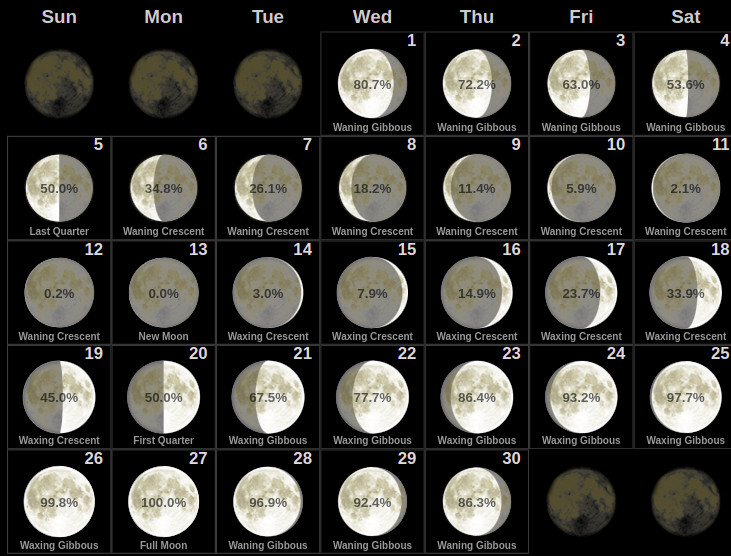 Sun Mon Tue Wed Thu Fri Sat
1 2 3 4
80.7% 72.2% 63.0% 53.6%
Waning Gibbous Waning Gibbous Waning Gibbous Waning Gibbous
5 6 7 8 9 10 11
50.0% 34.8% 26.1% 18.2% 11.4% 5.9% 2.1%
Last Quarter Waning Crescent Waning Crescent Waning Crescent Waning Crescent Waning Crescent Waning Crescent
12 13 14 15 16 17 18
0.2% 0.0% 3.0% 7.9% 14.9% 23.7% 33.9%
Waning Crescent New Moon Waxing Crescent Waxing Crescent Waxing Crescent Waxing Crescent Waxing Crescent
19 20 21 22 23 24 25
45.0% 50.0% 67.5% 77.7% 86.4% 93.2% 97.7%
Waxing Crescent First Quarter Waxing Gibbous Waxing Gibbous Waxing Gibbous Waxing Gibbous Waxing Gibbous
26 27 28 29 30
99.8% 100.0% 96.9% 92.4% 86.3%
Waxing Gibbous Full Moon Waning Gibbous Waning Gibbous Waning Gibbous